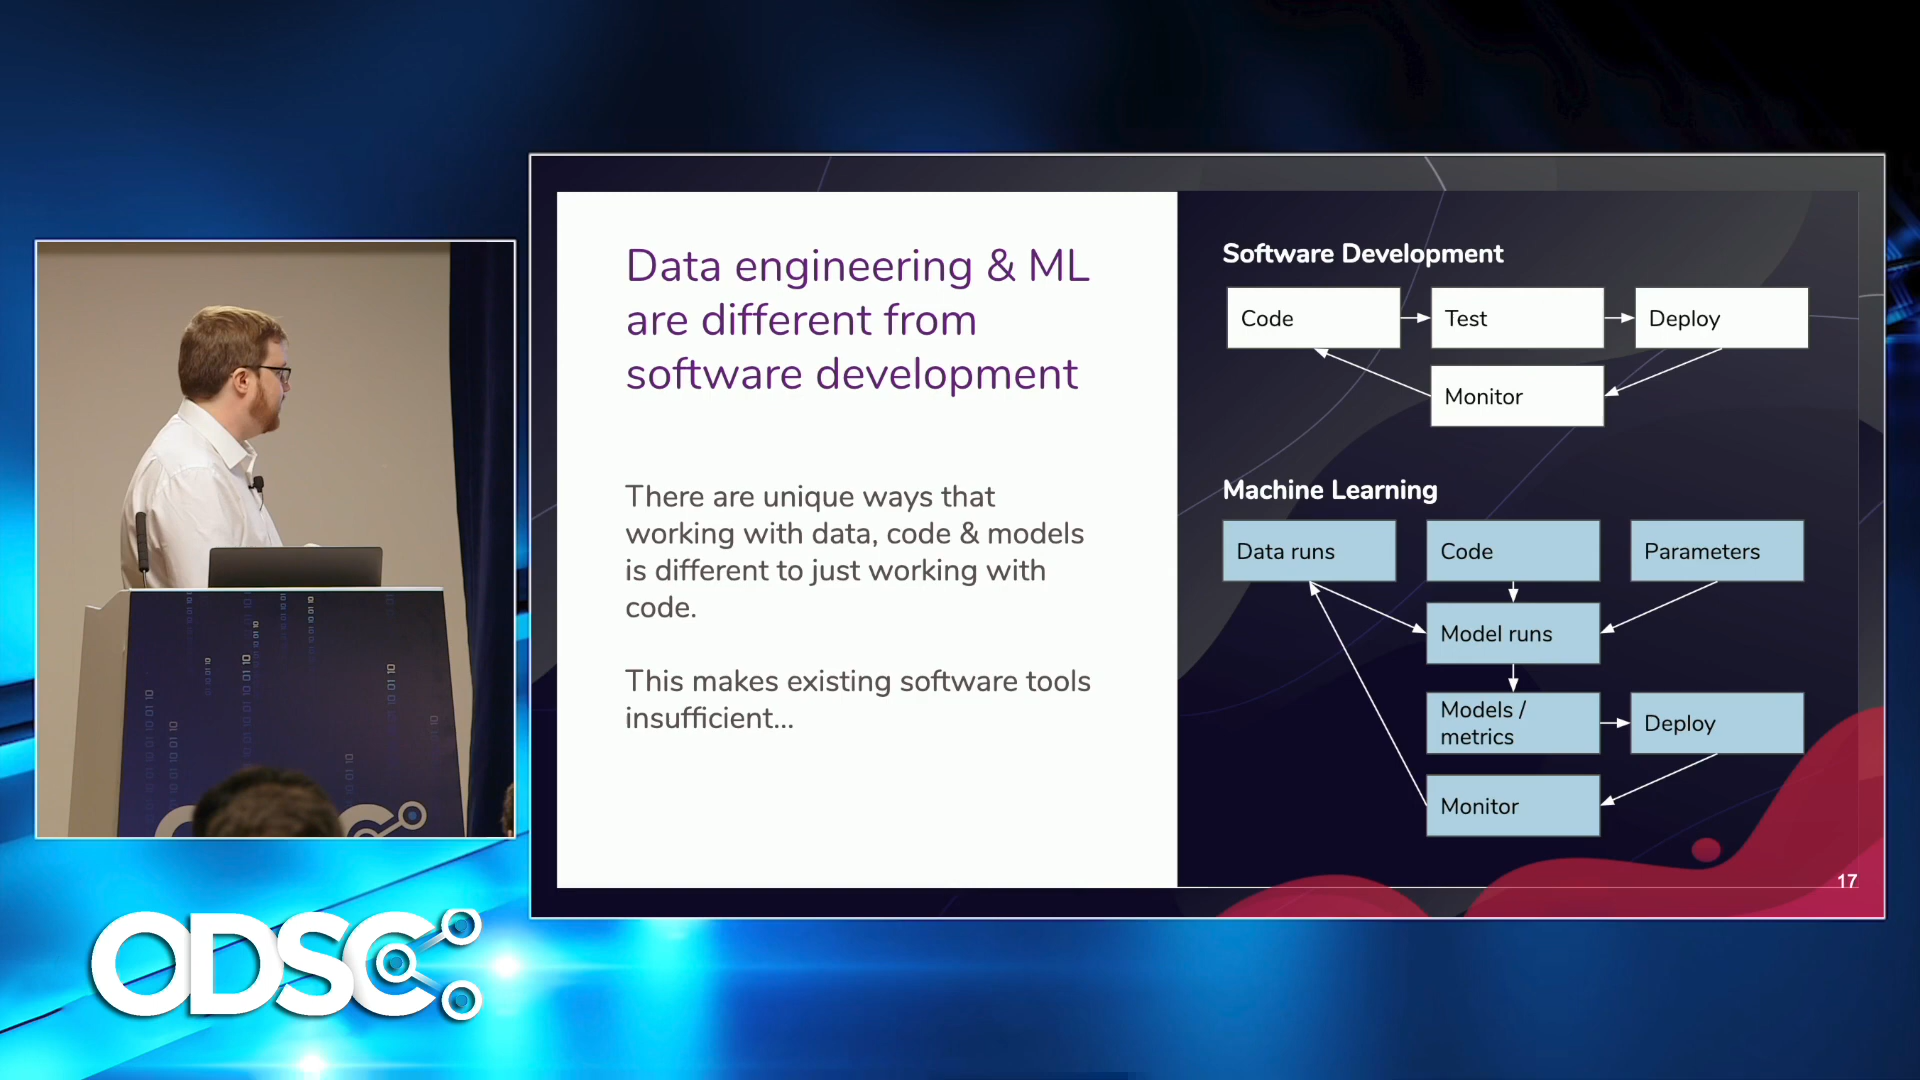 Data engineering & ML
are different from
software development
There are unique ways that
working with data, code & models
is different to just working with
code.
This makes existing software tools
insufficient...
Software Development
Code
Test
Deploy
Monitor
Machine Learning
Data runs
Code
Parameters
Model runs
Models /
metrics
Deploy
Monitor
17
ODSC